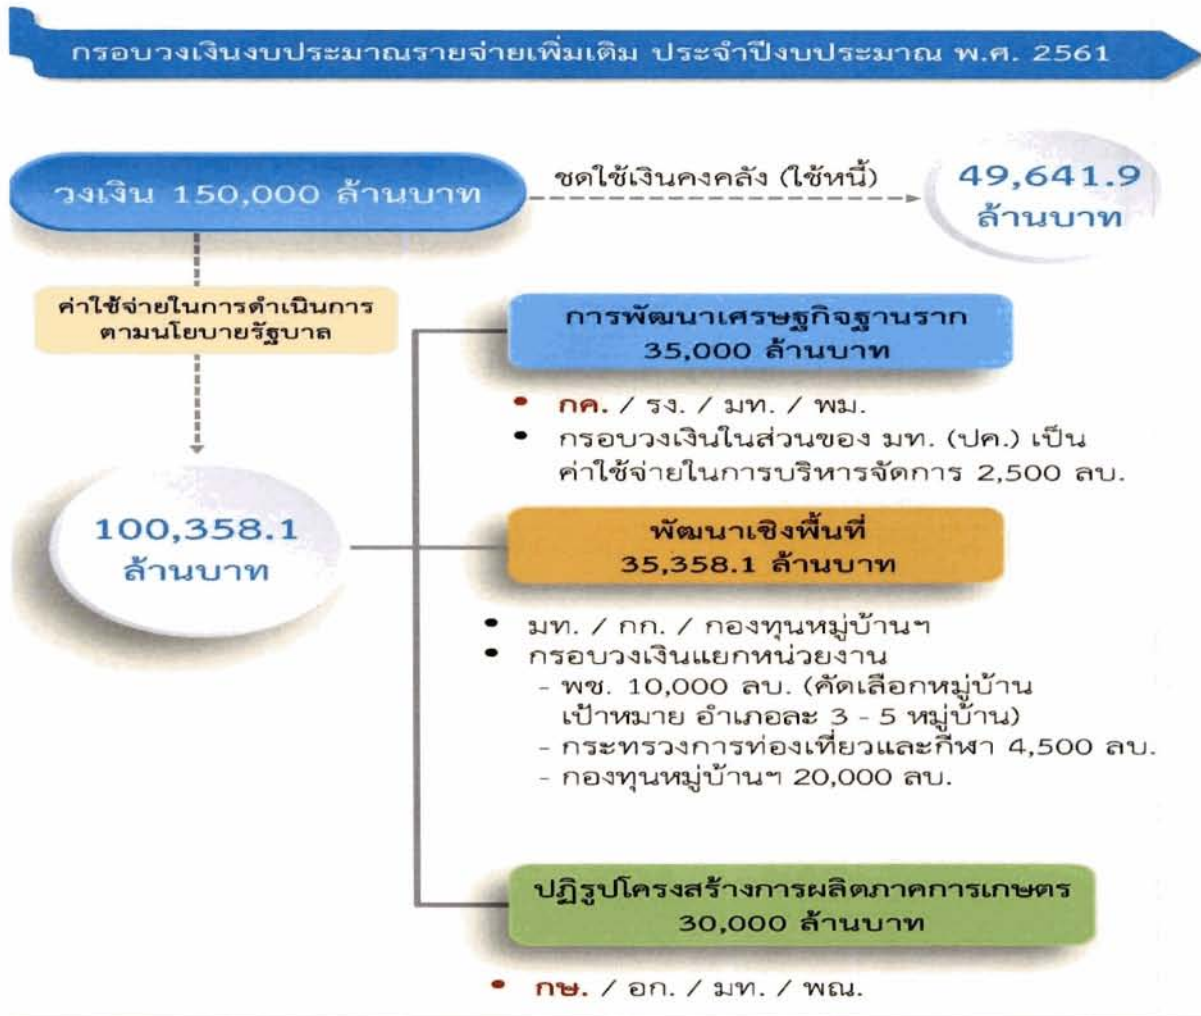 กรอบวงเงินงบประมาณรายจ่ายเพิ่มเติม ประจำปีงบประมาณ พ.ศ. 2561
วงเงิน 150,000 ล้านบาท
ชดใช้เงินคงคลัง (ใช้หนี้)
49,641.9
ล้านบาท
ค่าใช้จ่ายในการดำเนินการ
ตามนโยบายรัฐบาล
100,358.1
ล้านบาท
การพัฒนาเศรษฐกิจฐานราก
35,000 ล้านบาท
• กค. / รง. / มท. / พม.
• กรอบวงเงินในส่วนของ มท. (ปค.) เป็น
ค่าใช้จ่ายในการบริหารจัดการ 2,500 ลบ.
พัฒนาเชิงพื้นที่
35,358.1 ล้านบาท
• มท. / กก. / กองทุนหมู่บ้านฯ
• กรอบวงเงินแยกหน่วยงาน
- พช. 10,000 ลบ. (คัดเลือกหมู่บ้าน
เป้าหมาย อำเภอละ 3 - 5 หมู่บ้าน)
- กระทรวงการท่องเที่ยวและกีฬา 4,500 ลบ.
- กองทุนหมู่บ้านฯ 20,000 ลบ.
ปฏิรูปโครงสร้างการผลิตภาคการเกษตร
30,000 ล้านบาท
• กษ. / อก. / มท. / พณ.